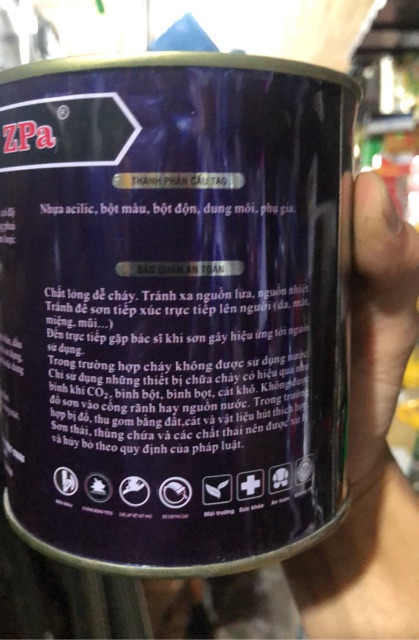 ZPa®
THÀNH PHẦN CẤU TẠO
Nhựa acilic, bột màu, bột độn, dung môi, phụ gia.
BẢO QUẢN AN TOÀN
Chất lỏng dễ cháy. Tránh xa nguồn lửa, nguồn nhiệt.
Tránh để sơn tiếp xúc trực tiếp lên người (da, mắt,
miệng, mũi...)
Đến trực tiếp gặp bác sĩ khi sơn gây hiệu ứng tới người
sử dụng.
Trong trường hợp cháy không được sử dụng nước.
Chỉ sử dụng những thiết bị chữa cháy có hiệu quả như
bình khí CO2, bình bột, bình bọt, cát khô. Không được
đổ sơn vào cống rãnh hay nguồn nước. Trong trường
hợp bị đổ, thu gom bằng đất,cát và vật liệu hút thích hợp
Sơn thải, thùng chứa và các chất thải nên được xử lý
và hủy bỏ theo quy định của pháp luật.
Môi trường Sức khỏe An toàn